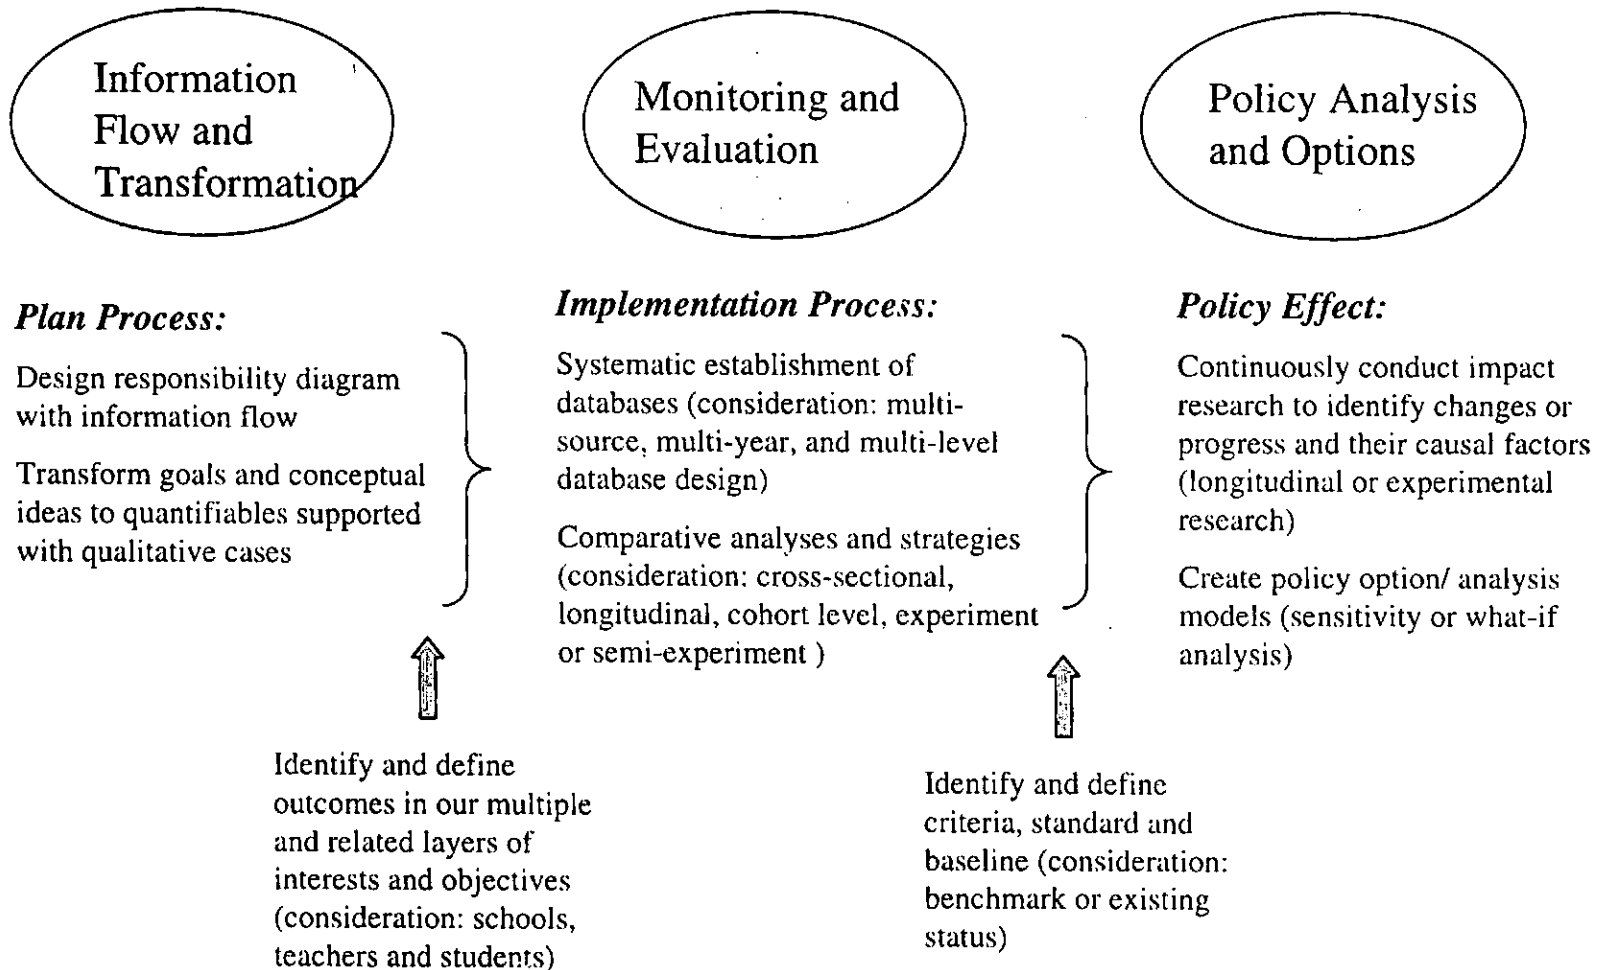 Information
Flow and
Transformation
Monitoring and
Evaluation
Policy Analysis
and Options
Plan Process:
Design responsibility diagram
with information flow
Transform goals and conceptual
ideas to quantifiables supported
with qualitative cases
Implementation Process:
Systematic establishment of
databases (consideration: multi-
source, multi-year, and multi-level
database design)
Comparative analyses and strategies
(consideration: cross-sectional,
longitudinal, cohort level, experiment
or semi-experiment )
Policy Effect:
Continuously conduct impact
research to identify changes or
progress and their causal factors
(longitudinal or experimental
research)
Create policy option/ analysis
models (sensitivity or what-if
analysis)
Identify and define
outcomes in our multiple
and related layers of
interests and objectives
(consideration: schools,
teachers and students)
Identify and define
criteria, standard and
baseline (consideration:
benchmark or existing
status)